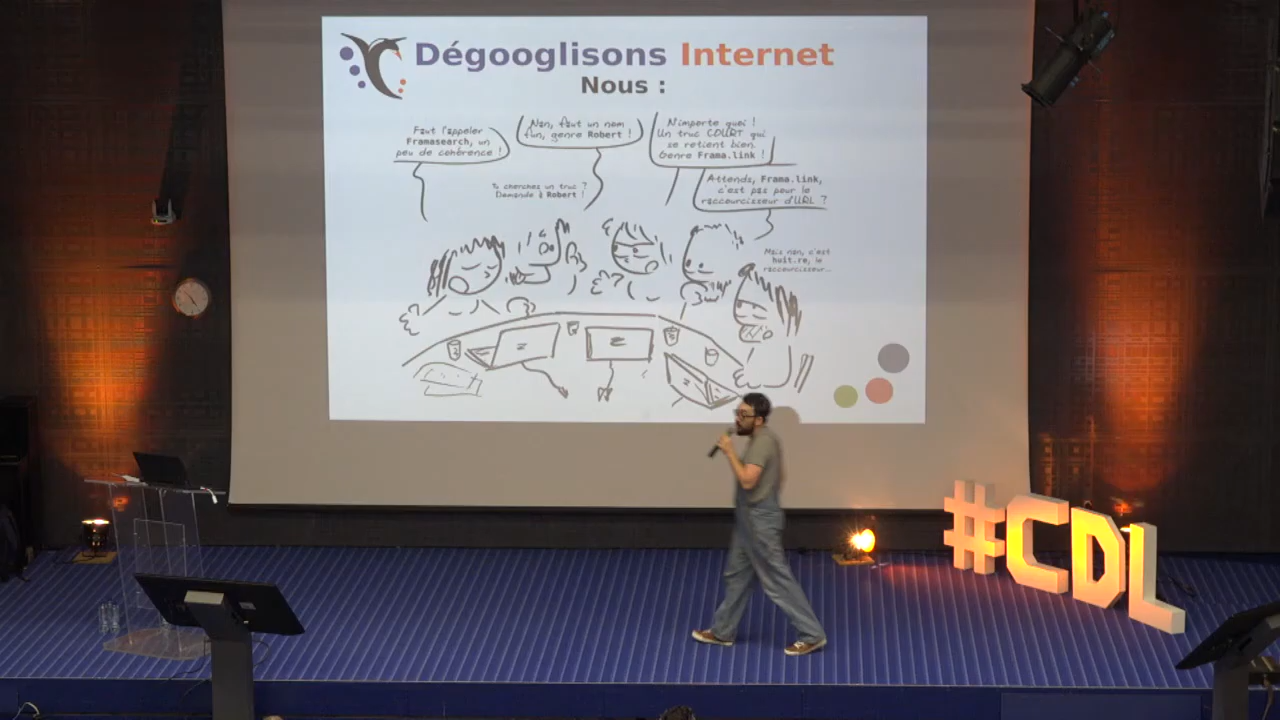 Dégooglisons Internet
Nous :
Faut l'appeler
Framasearch, un
peu de cohérence !
Nan, faut un nom
fun, genre Robert !
Tu cherches un truc ?
Demande à Robert !
N'importe quoi !
Un truc COURT qui
se retient bien.
Genre Frama.link !
Attends, Frama.link,
c'est pas pour le
raccourcisseur d'URL ?
Mais non, c'est
huit.re, le
raccourcisseur...
#CDL